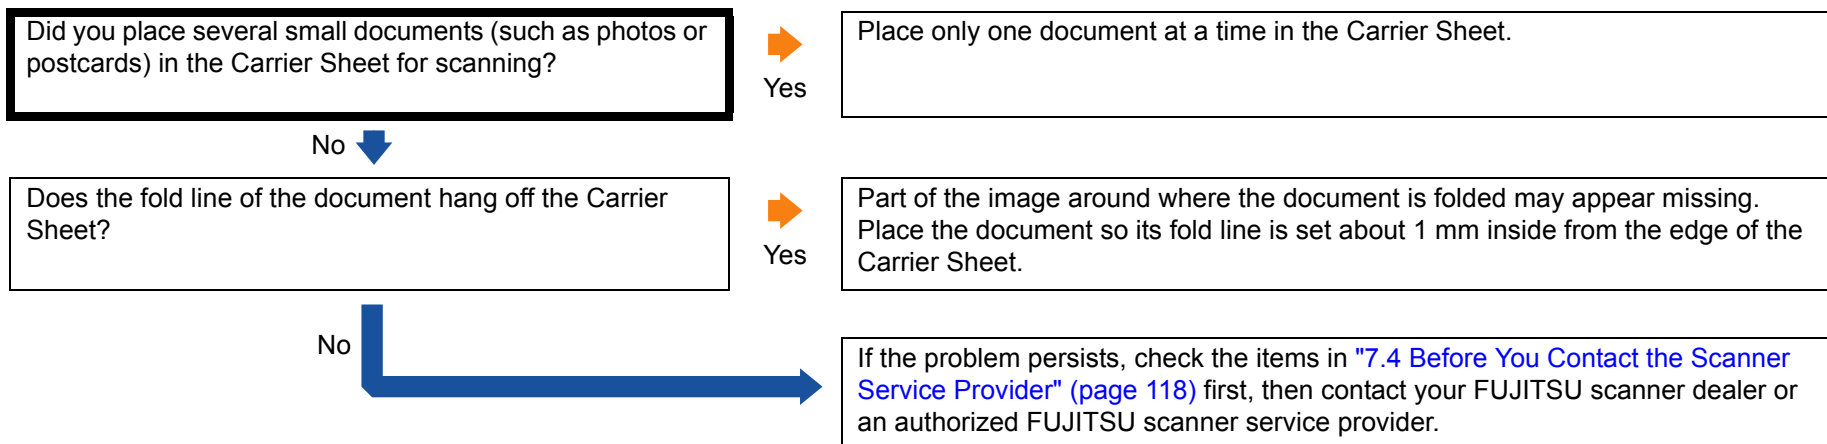 Did you place several small documents (such as photos or
postcards) in the Carrier Sheet for scanning?
Yes
Place only one document at a time in the Carrier Sheet.
No
Does the fold line of the document hang off the Carrier
Sheet?
Yes
Part of the image around where the document is folded may appear missing.
Place the document so its fold line is set about 1 mm inside from the edge of the
Carrier Sheet.
No
If the problem persists, check the items in "7.4 Before You Contact the Scanner
Service Provider" (page 118) first, then contact your FUJITSU scanner dealer or
an authorized FUJITSU scanner service provider.